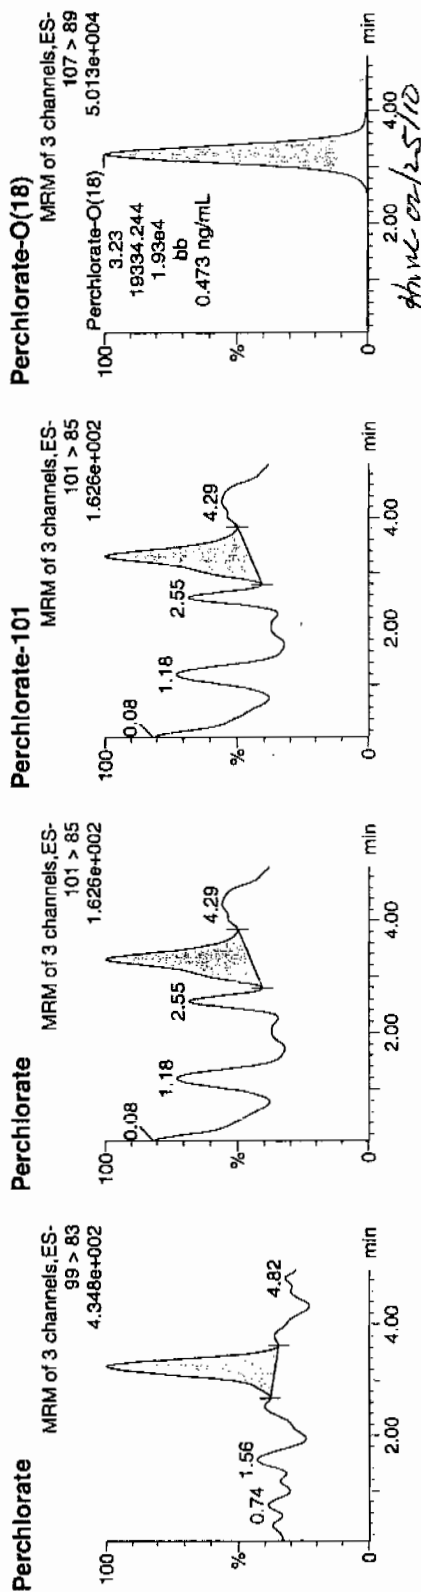 Perchlorate
MRM of 3 channels,ES-
99 > 83
4.348e+002
100
%
0
0.74
1.56
4.82
2.00
4.00
min
Perchlorate
MRM of 3 channels,ES-
101 > 85
1.626e+002
100
%
0
0.08
1.18
2.55
4.29
2.00
4.00
min
Perchlorate-101
MRM of 3 channels,ES-
101 > 85
1.626e+002
100
%
0
0.08
1.18
2.55
4.29
2.00
4.00
min
Perchlorate-O(18)
MRM of 3 channels,ES-
107 > 89
5.013e+004
100
%
0
Perchlorate-O(18)
3.23
19334.244
1.93e4
bb
0.473 ng/mL
2.00
4.00
min
02/25/10